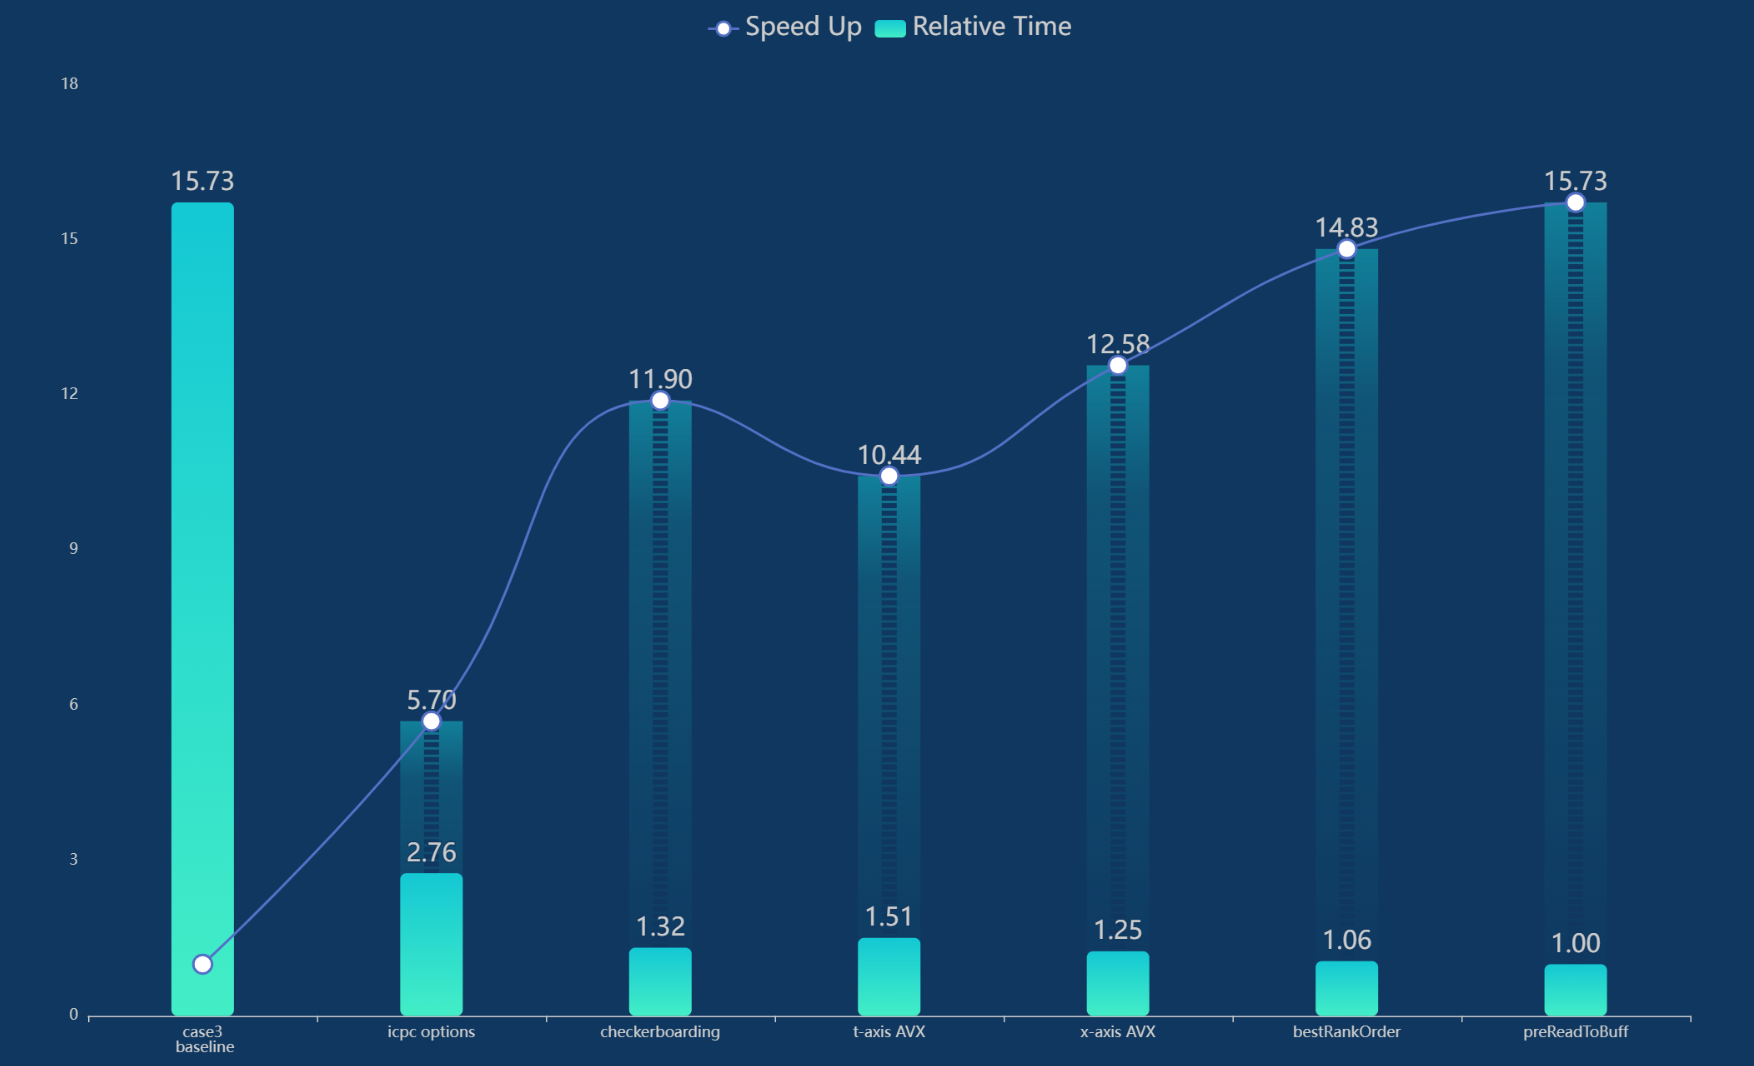 Speed Up Relative Time
18
15
12
9
6
3
0
15.73
5.70
2.76
11.90
1.32
10.44
1.51
12.58
1.25
14.83
1.06
15.73
1.00
case3
baseline
icpc options
checkerboarding
t-axis AVX
x-axis AVX
bestRankOrder
preReadToBuff